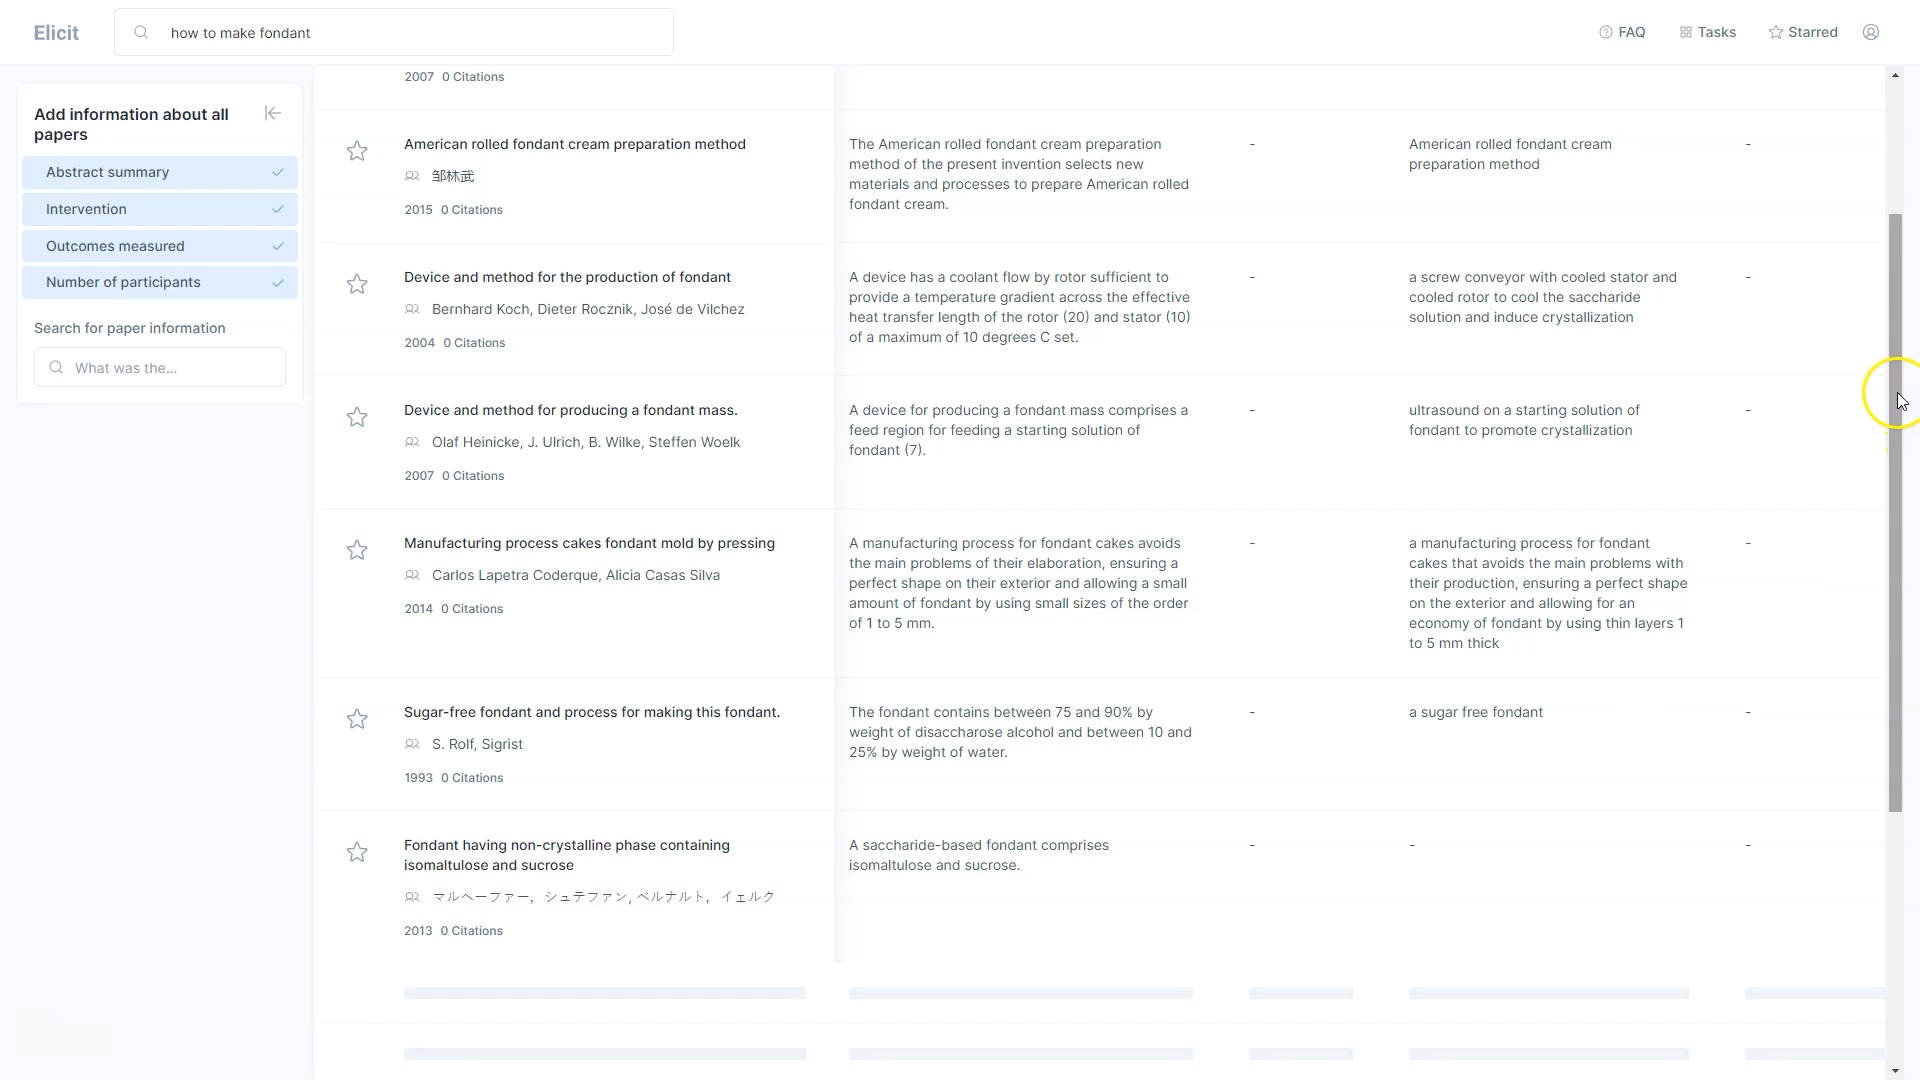 Elicit
how to make fondant
FAQ
Tasks
Starred
Add information about all
papers
Abstract summary
Intervention
Outcomes measured
Number of participants
Search for paper information
What was the...
2007 0 Citations
American rolled fondant cream preparation method
邹林武
2015 0 Citations
The American rolled fondant cream preparation
method of the present invention selects new
materials and processes to prepare American rolled
fondant cream.
-
American rolled fondant cream
preparation method
-
Device and method for the production of fondant
Bernhard Koch, Dieter Rocznik, José de Vilchez
2004 0 Citations
A device has a coolant flow by rotor sufficient to
provide a temperature gradient across the effective
heat transfer length of the rotor (20) and stator (10)
of a maximum of 10 degrees C set.
-
a screw conveyor with cooled stator and
cooled rotor to cool the saccharide
solution and induce crystallization
-
Device and method for producing a fondant mass.
Olaf Heinicke, J. Ulrich, B. Wilke, Steffen Woelk
2007 0 Citations
A device for producing a fondant mass comprises a
feed region for feeding a starting solution of
fondant (7).
-
ultrasound on a starting solution of
fondant to promote crystallization
-
Manufacturing process cakes fondant mold by pressing
Carlos Lapetra Coderque, Alicia Casas Silva
2014 0 Citations
A manufacturing process for fondant cakes avoids
the main problems of their elaboration, ensuring a
perfect shape on their exterior and allowing a small
amount of fondant by using small sizes of the order
of 1 to 5 mm.
-
a manufacturing process for fondant
cakes that avoids the main problems with
their production, ensuring a perfect shape
on the exterior and allowing for an
economy of fondant by using thin layers 1
to 5 mm thick
-
Sugar-free fondant and process for making this fondant.
S. Rolf, Sigrist
1993 0 Citations
The fondant contains between 75 and 90% by
weight of disaccharose alcohol and between 10 and
25% by weight of water.
-
a sugar free fondant
-
Fondant having non-crystalline phase containing
isomaltulose and sucrose
マルヘーファー，シュテファン, ベルナルト，イェルク
2013 0 Citations
A saccharide-based fondant comprises
isomaltulose and sucrose.
-
-
-